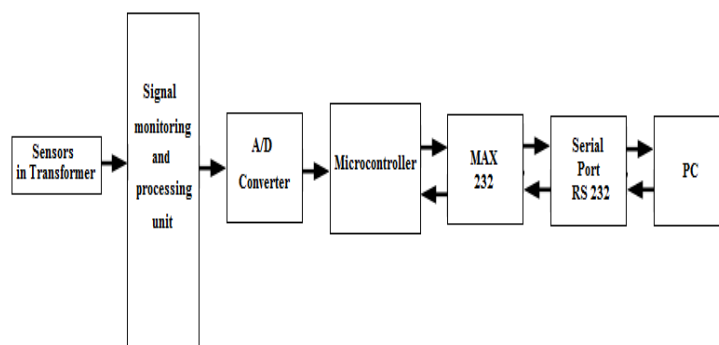 Sensors
in Transformer
Signal
monitoring
and
processing
unit
A/D
Converter
Microcontroller
MAX
232
Serial
Port
RS 232
PC